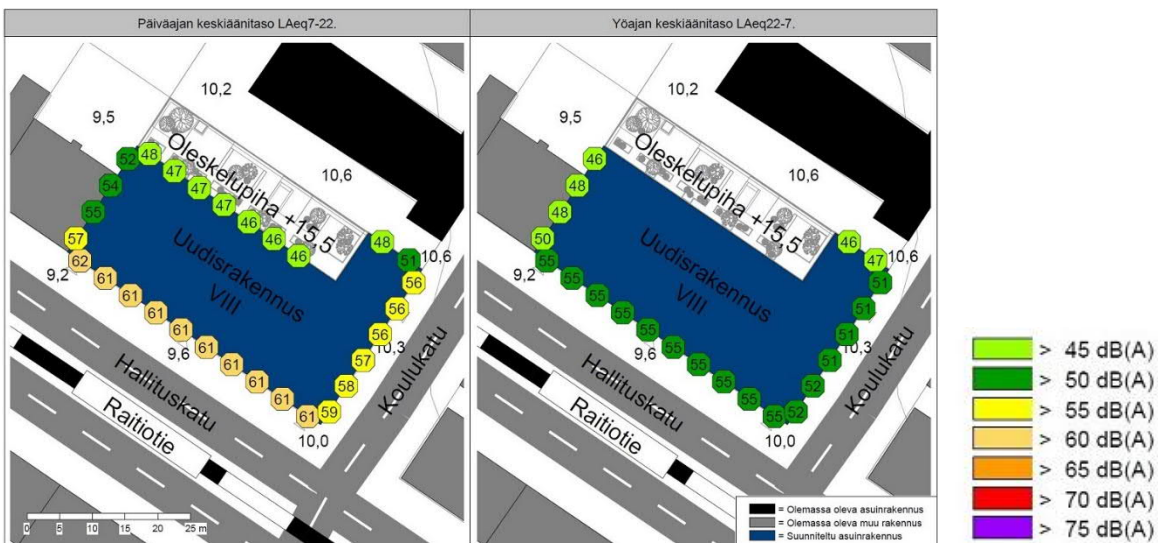 Päiväajan keskiäänitaso LAeq7-22.
Yöajan keskiäänitaso LAeq22-7.
10,2
9,5
Oleskelupiha +15,5
10,6
52
48
47
47
47
46
46
46
54
55
57
48
51
10,6
Uudisrakennus
VIII
62
61
61
61
61
61
61
61
61
61
56
56
56
57
58
59
9,2
9,6
10,3
10,0
Hallituskatu
Raitiotie
Koulukatu
0 5 10 15 20 25 m
10,2
9,5
Oleskelupiha +15,5
10,6
46
48
48
50
46
47
10,6
Uudisrakennus
VIII
55
55
55
55
55
55
55
55
55
55
51
51
51
51
52
52
9,2
9,6
10,3
10,0
Hallituskatu
Raitiotie
Koulukatu
= Olemassa oleva asuinrakennus
= Olemassa oleva muu rakennus
= Suunniteltu asuinrakennus
> 45 dB(A)
> 50 dB(A)
> 55 dB(A)
> 60 dB(A)
> 65 dB(A)
> 70 dB(A)
> 75 dB(A)